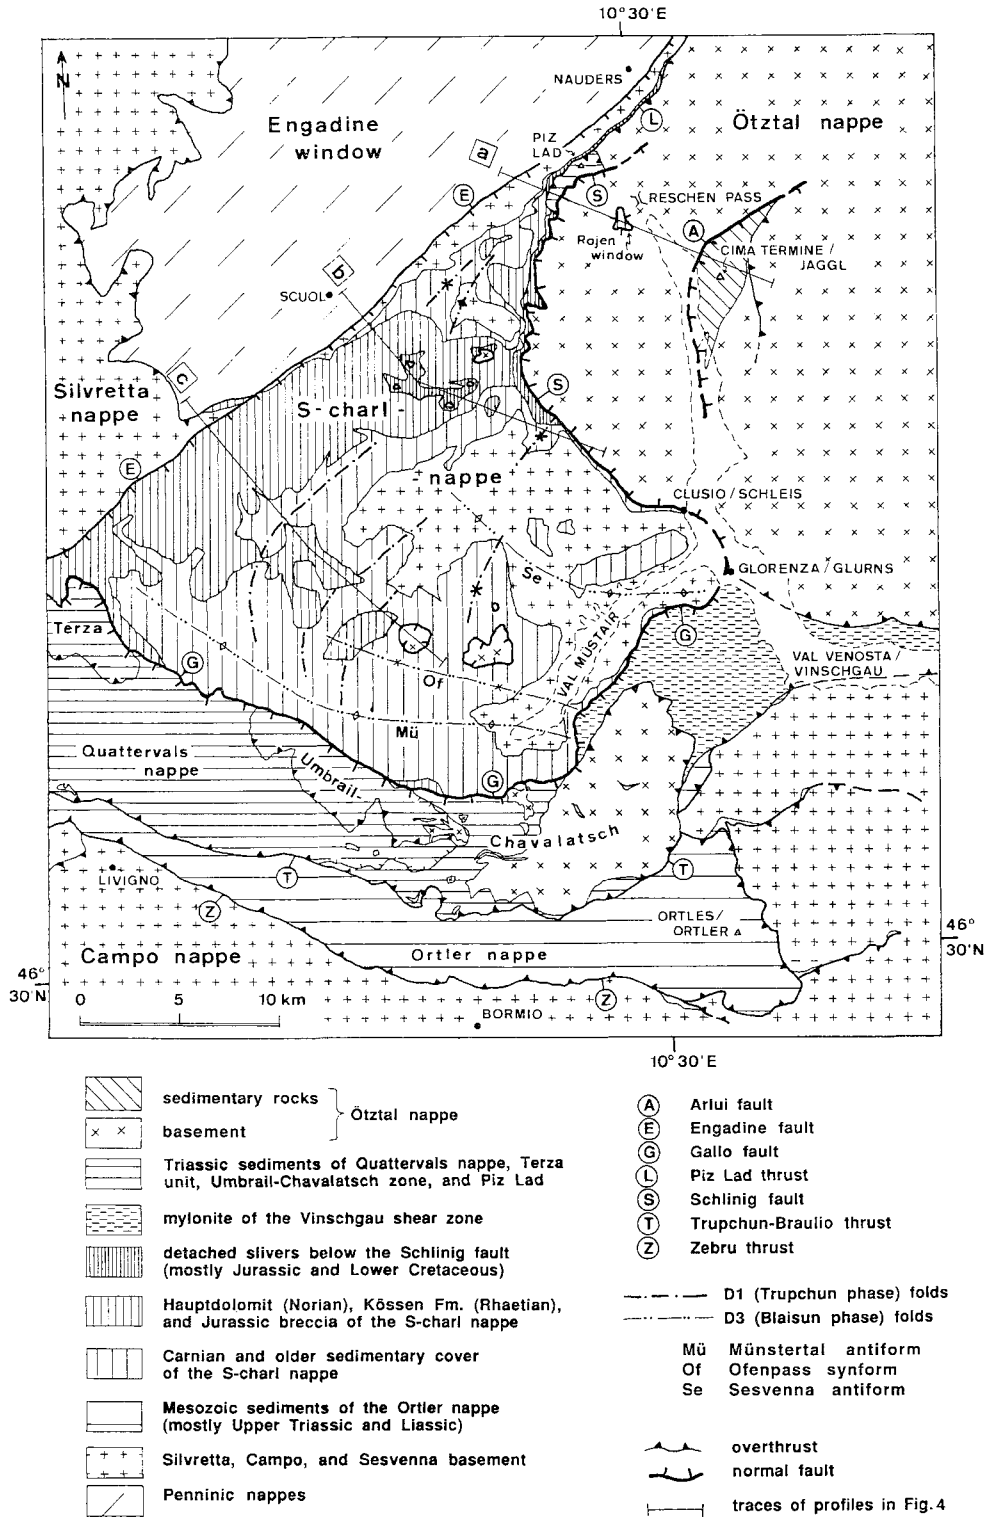 10°30'E
N
NAUDERS
Engadine
window
L
Ötztal nappe
PIZ
LAD
a
E
S
RESCHEN PASS
Rojen
window
A
CIMA TERMINE/
JAGGL
b
SCUOL
c
Silvretta
nappe
S-charl-
S
E
-nappe
CLUSIO/SCHLEIS
Se
GLORENZA/GLURNS
Terza
G
VAL MÜSTAIR
G
VAL VENOSTA/
VINSCHGAU
Of
Mü
Quattervals
nappe
Umbrail-
G
Chavalatsch
LIVIGNO
T
T
Z
ORTLES/
ORTLER
46°
30'N
Campo nappe
Ortler nappe
46°
30'N
0 5 10 km
Z
BORMIO
10°30'E
sedimentary rocks
basement
Ötztal nappe
Triassic sediments of Quattervals nappe, Terza
unit, Umbrail-Chavalatsch zone, and Piz Lad
mylonite of the Vinschgau shear zone
detached slivers below the Schlinig fault
(mostly Jurassic and Lower Cretaceous)
Hauptdolomit (Norian), Kössen Fm. (Rhaetian),
and Jurassic breccia of the S-charl nappe
Carnian and older sedimentary cover
of the S-charl nappe
Mesozoic sediments of the Ortler nappe
(mostly Upper Triassic and Liassic)
Silvretta, Campo, and Sesvenna basement
Penninic nappes
A Arlui fault
E Engadine fault
G Gallo fault
L Piz Lad thrust
S Schlinig fault
T Trupchun-Braulio thrust
Z Zebru thrust
D1 (Trupchun phase) folds
D3 (Blaisun phase) folds
Mü Münstertal antiform
Of Ofenpass synform
Se Sesvenna antiform
overthrust
normal fault
traces of profiles in Fig.4